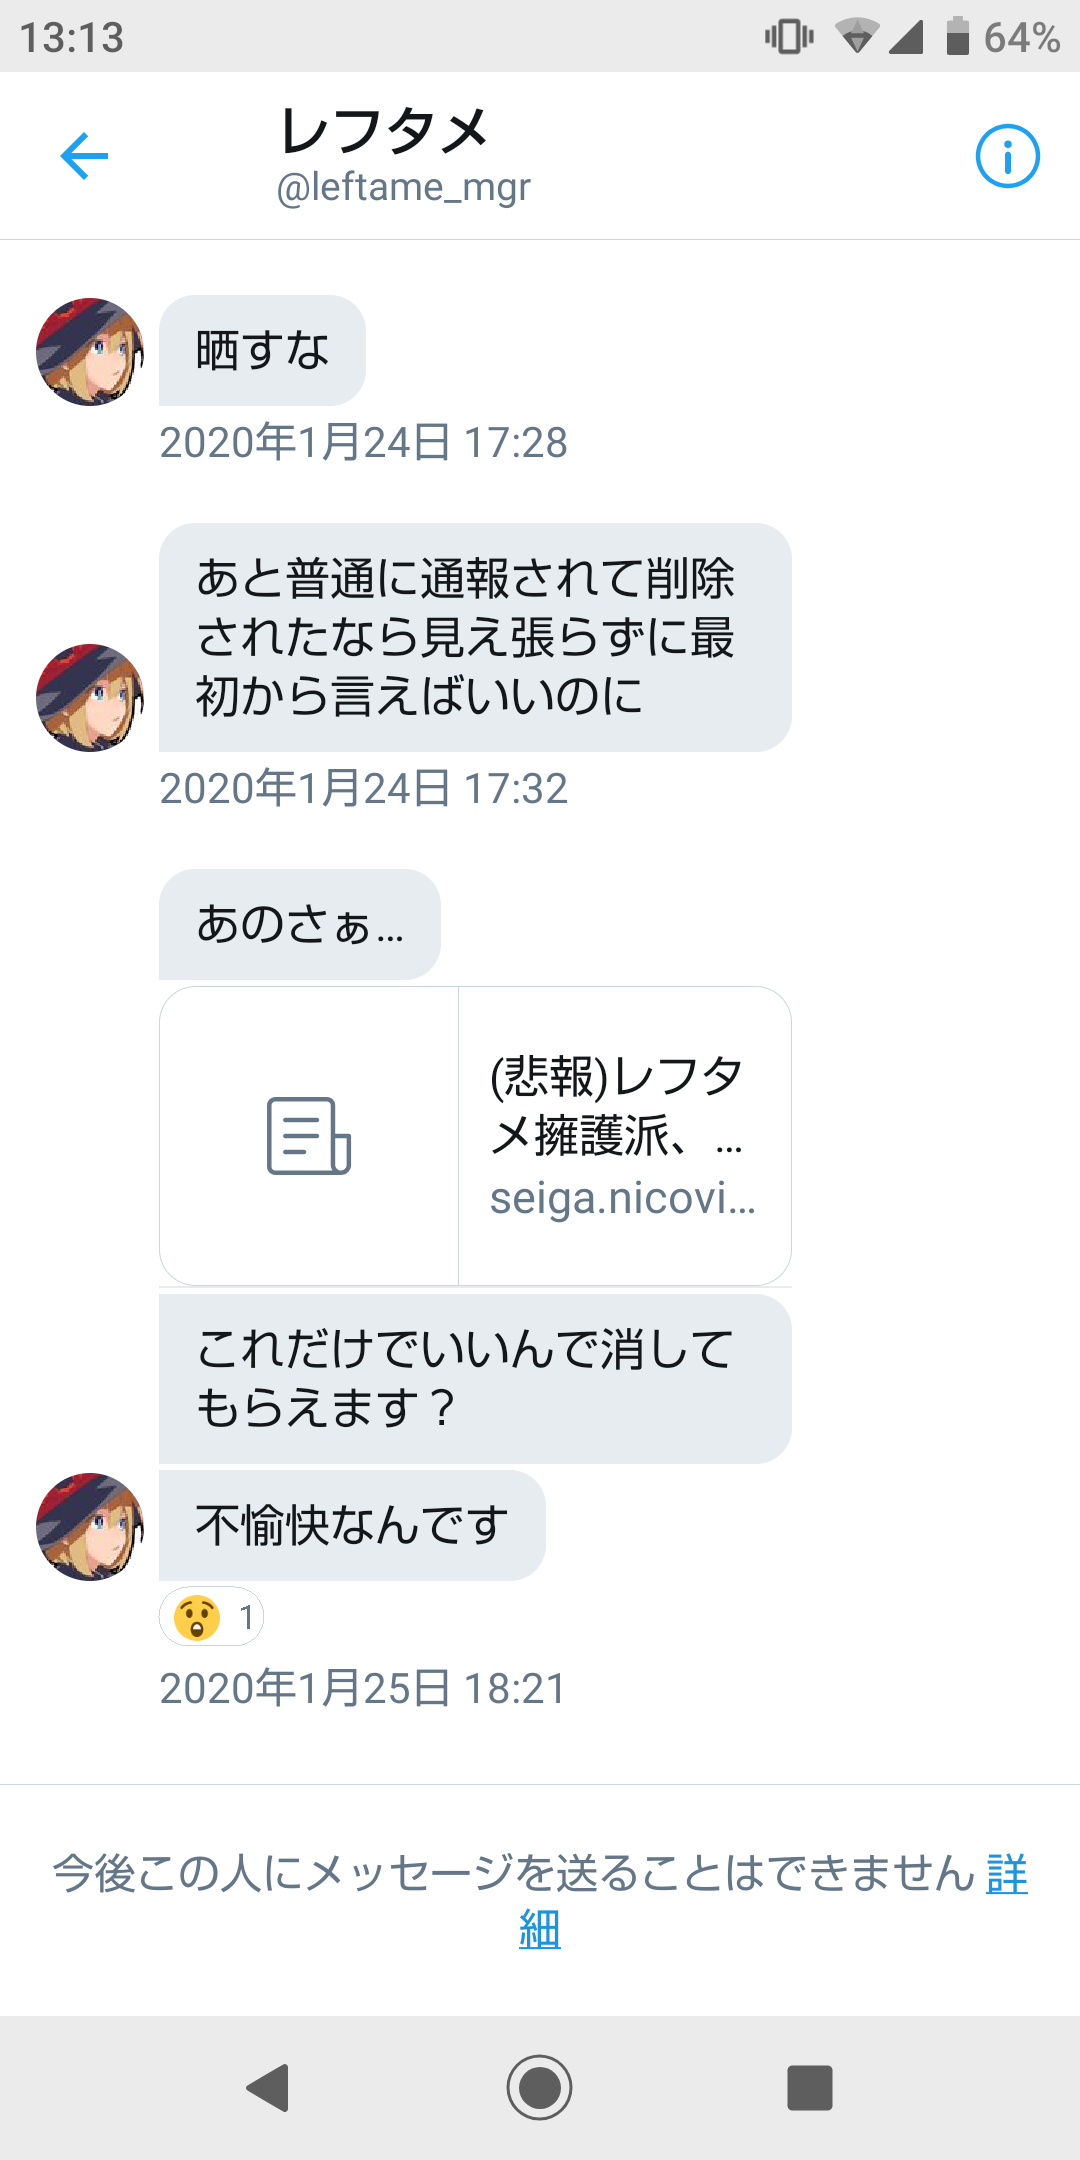 13:13
64%
レフタメ
@leftame_mgr
晒すな
2020年1月24日 17:28
あと普通に通報されて削除
されたなら見え張らずに最
初から言えばいいのに
2020年1月24日 17:32
あのさぁ...
(悲報)レフタ
メ擁護派、...
seiga.nicovi...
これだけでいいんで消して
もらえます？
不愉快なんです
😲 1
2020年1月25日 18:21
今後この人にメッセージを送ることはできません 詳
細